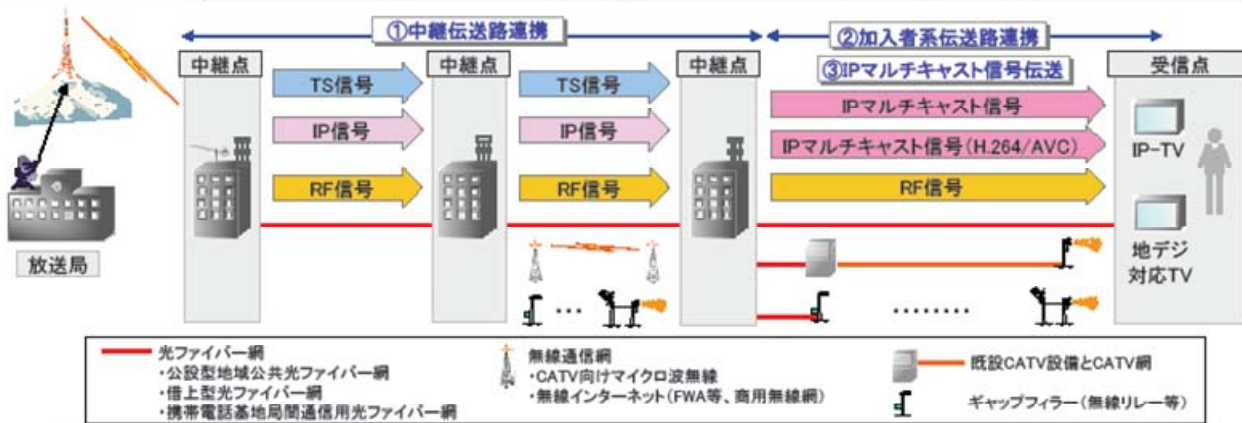 ①中継伝送路連携
②加入者系伝送路連携
③IPマルチキャスト信号伝送
中継点
中継点
中継点
受信点
TS信号
TS信号
IPマルチキャスト信号
IP信号
IP信号
IPマルチキャスト信号(H.264/AVC)
RF信号
RF信号
RF信号
IP-TV
放送局
地デジ
対応TV
光ファイバー網
・公設型地域公共光ファイバー網
・借上型光ファイバー網
・携帯電話基地局間通信用光ファイバー網
無線通信網
・CATV向けマイクロ波無線
・無線インターネット(FWA等、商用無線網)
既設CATV設備とCATV網
ギャップフィラー(無線リレー等)